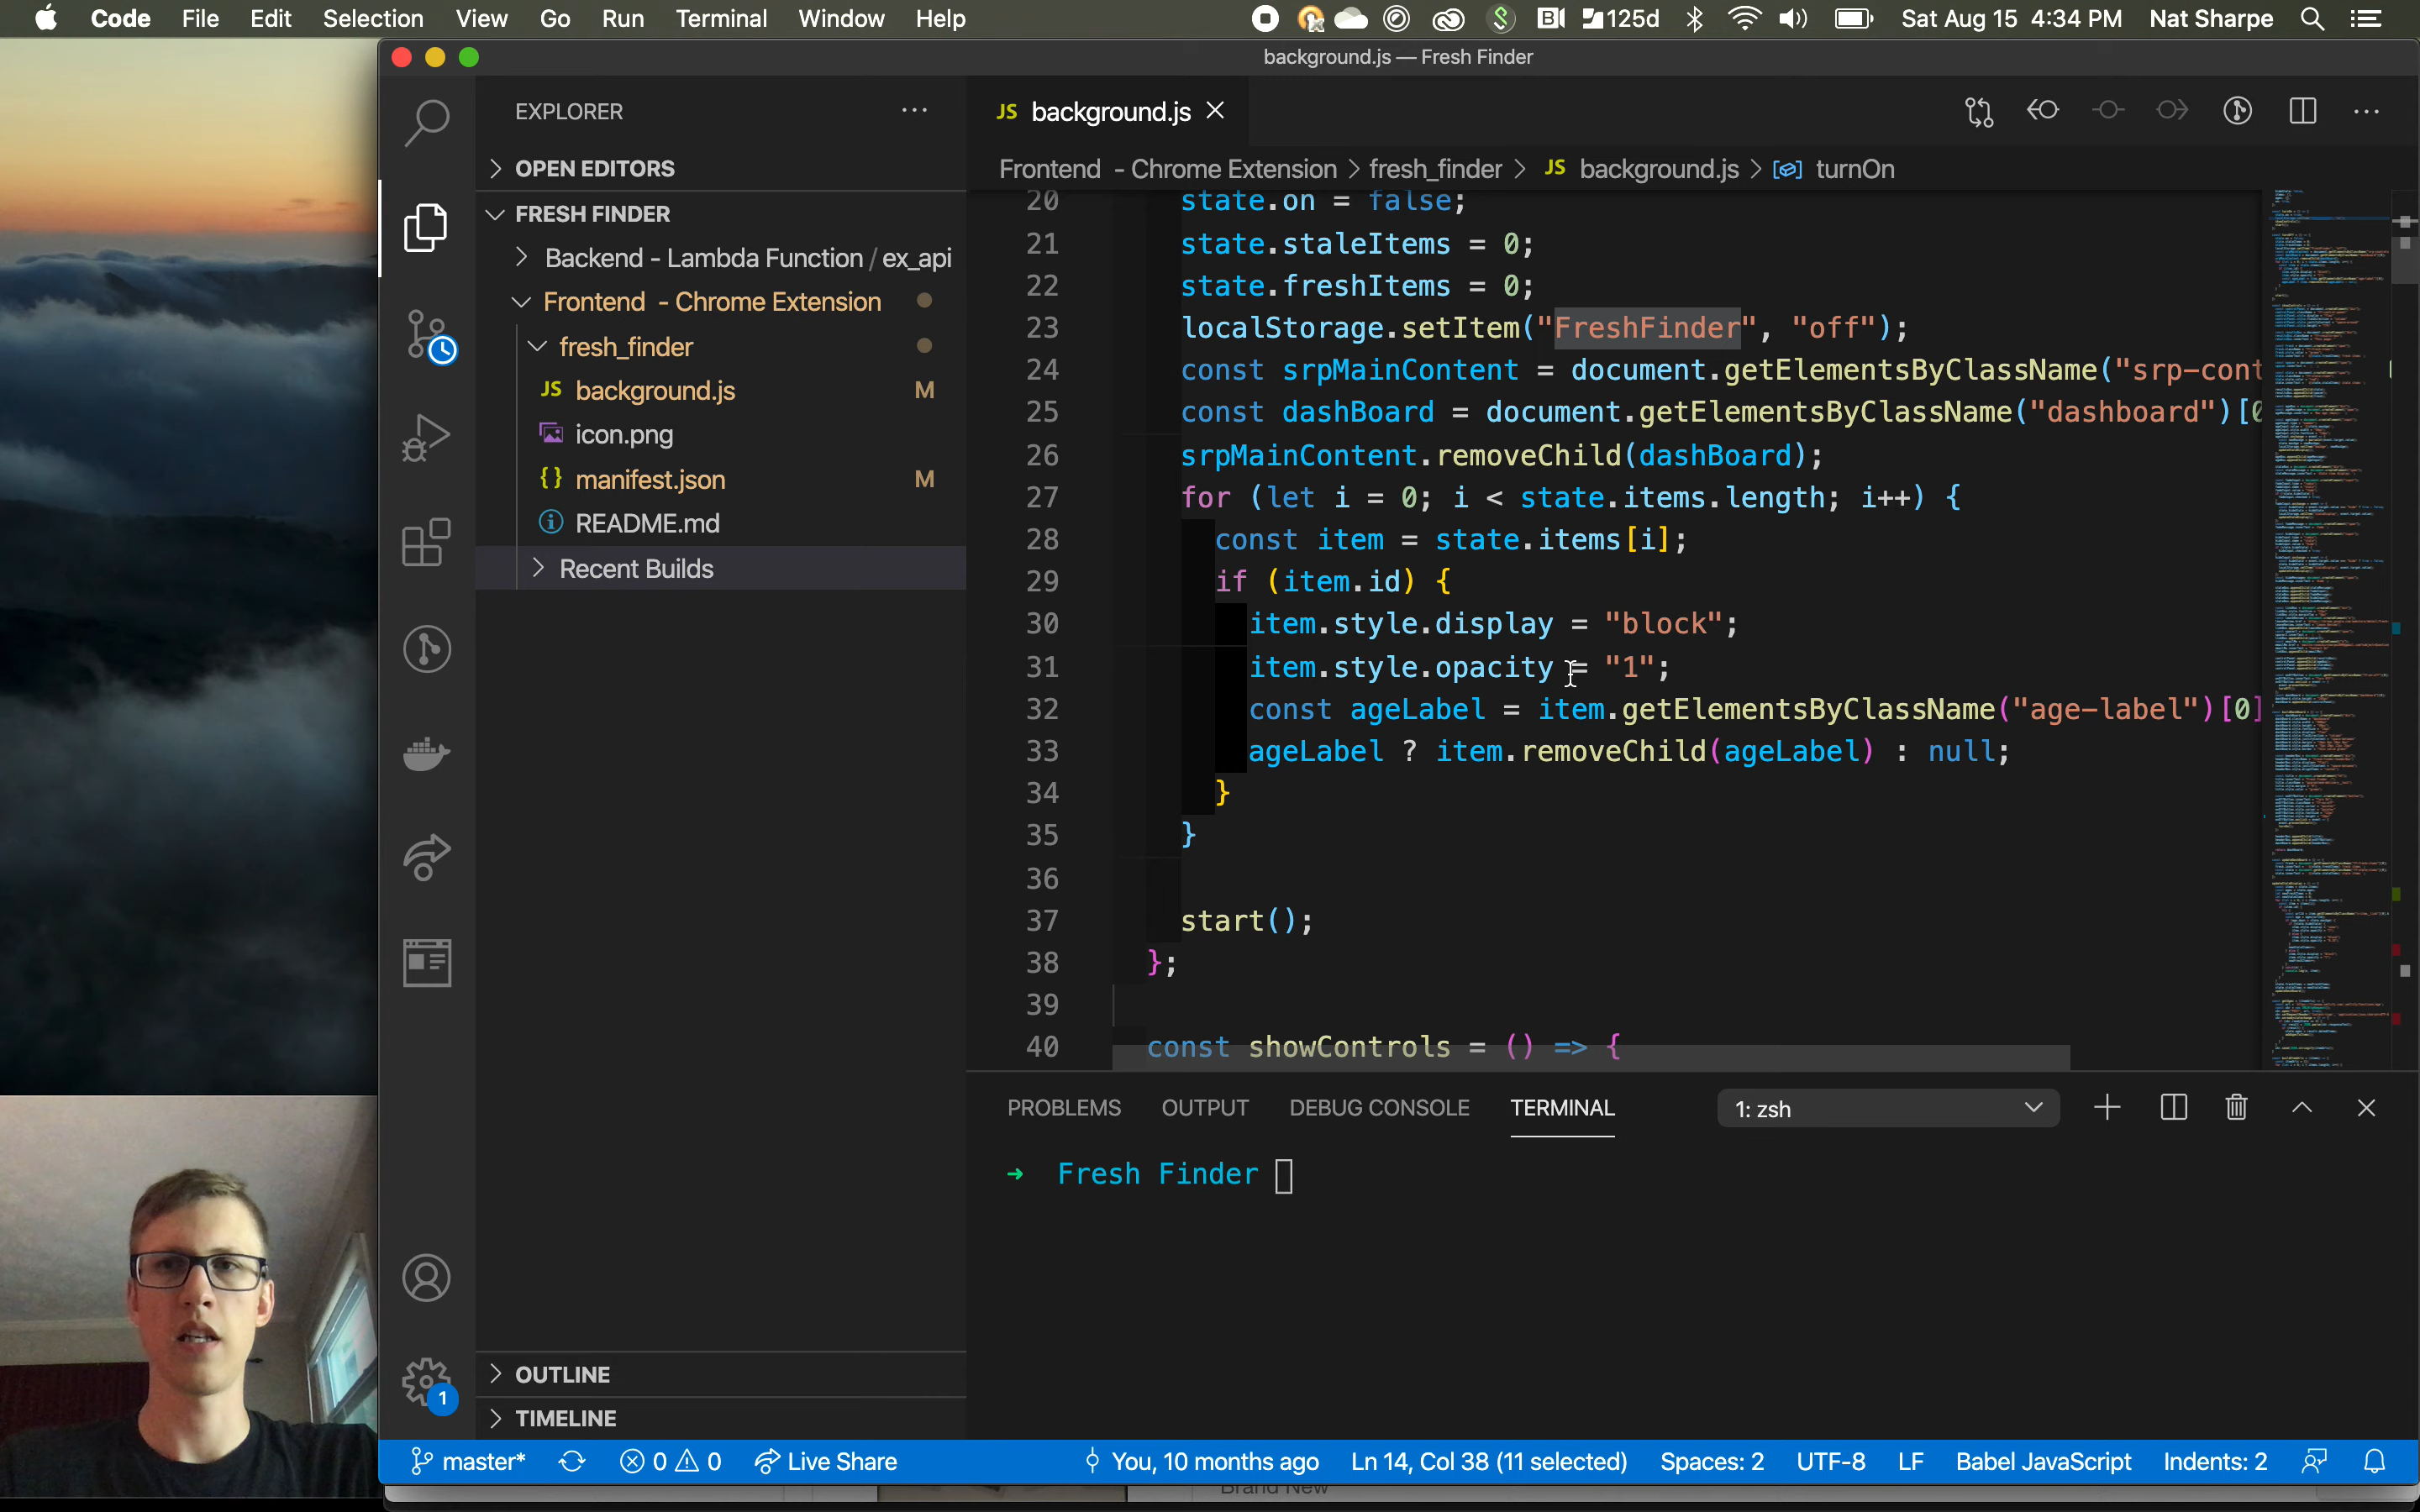 Code File Edit Selection View Go Run Terminal Window Help 125d Sat Aug 15 4:34 PM Nat Sharpe
background.js — Fresh Finder
EXPLORER ···
OPEN EDITORS
FRESH FINDER
Backend - Lambda Function / ex_api
Frontend - Chrome Extension
fresh_finder
JS background.js M
icon.png
{} manifest.json M
README.md
Recent Builds
OUTLINE
TIMELINE
1
JS background.js
Frontend - Chrome Extension > fresh_finder > JS background.js > turnOn
20 state.on = false;
21 state.staleItems = 0;
22 state.freshItems = 0;
23 localStorage.setItem("FreshFinder", "off");
24 const srpMainContent = document.getElementsByClassName("srp-cont
25 const dashBoard = document.getElementsByClassName("dashboard")[0
26 srpMainContent.removeChild(dashBoard);
27 for (let i = 0; i < state.items.length; i++) {
28 const item = state.items[i];
29 if (item.id) {
30 item.style.display = "block";
31 item.style.opacity = "1";
32 const ageLabel = item.getElementsByClassName("age-label")[0]
33 ageLabel ? item.removeChild(ageLabel) : null;
34 }
35 }
36
37 start();
38 };
39
40 const showControls = () => {
PROBLEMS OUTPUT DEBUG CONSOLE TERMINAL 1: zsh
➜ Fresh Finder
master* 0 0 Live Share You, 10 months ago Ln 14, Col 38 (11 selected) Spaces: 2 UTF-8 LF Babel JavaScript Indents: 2
Brand New